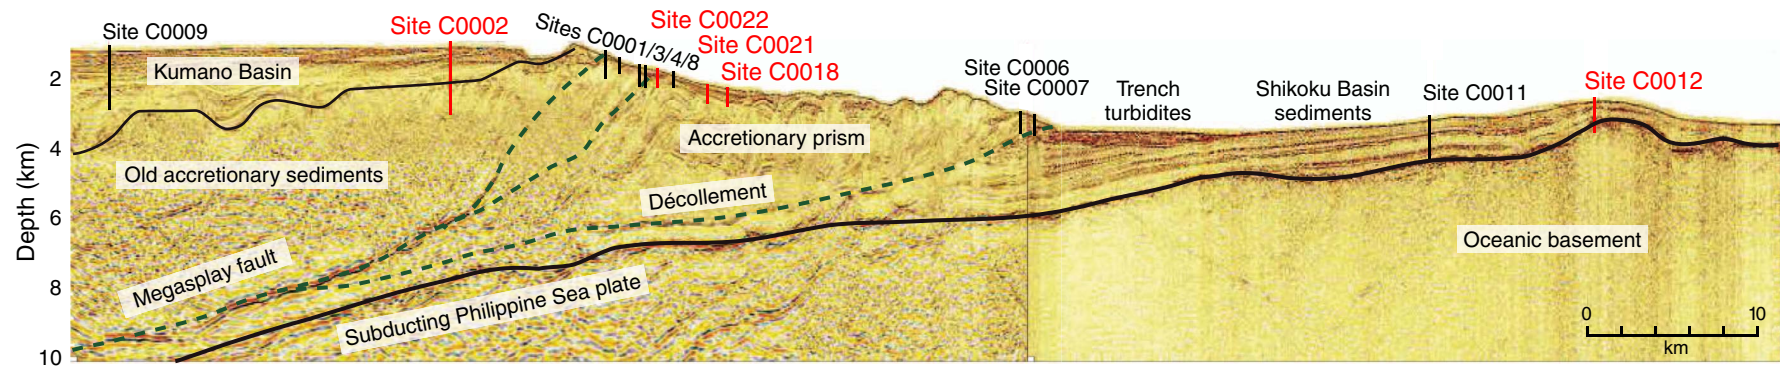 Site C0009
Site C0002
Sites C0001/3/4/8
Site C0022
Site C0021
Site C0018
Site C0006
Site C0007
Trench
turbidites
Shikoku Basin
sediments
Site C0011
Site C0012
Kumano Basin
Accretionary prism
Old accretionary sediments
Décollement
Megasplay fault
Subducting Philippine Sea plate
Oceanic basement
Depth (km)
2
4
6
8
10
0 10
km